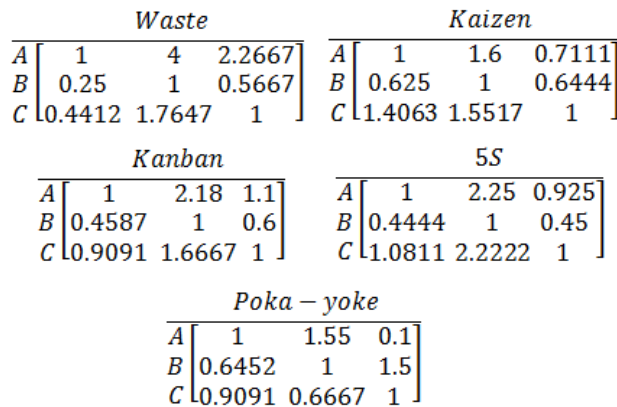 Waste
A 1 4 2.2667
B 0.25 1 0.5667
C 0.4412 1.7647 1
Kaizen
A 1 1.6 0.7111
B 0.625 1 0.6444
C 1.4063 1.5517 1
Kanban
A 1 2.18 1.1
B 0.4587 1 0.6
C 0.9091 1.6667 1
5S
A 1 2.25 0.925
B 0.4444 1 0.45
C 1.0811 2.2222 1
Poka − yoke
A 1 1.55 0.1
B 0.6452 1 1.5
C 0.9091 0.6667 1